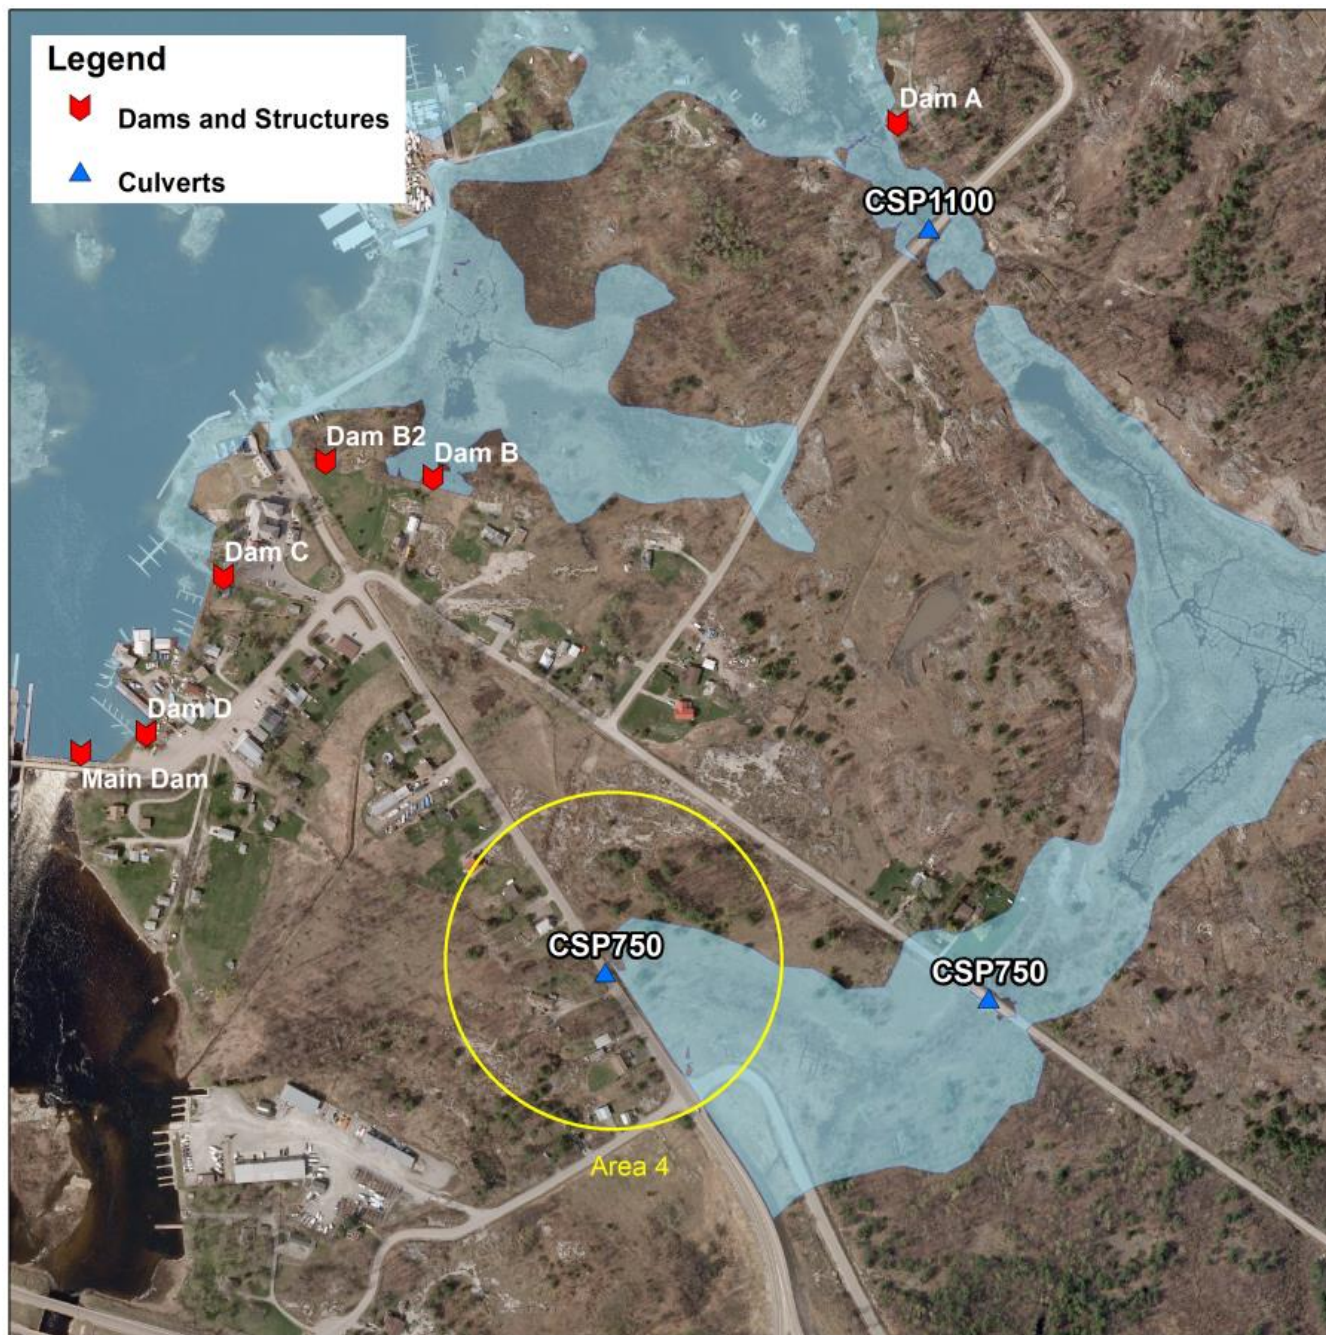 Legend
Dams and Structures
Culverts
Dam A
CSP1100
Dam B2
Dam B
Dam C
Dam D
Main Dam
CSP750
CSP750
Area 4